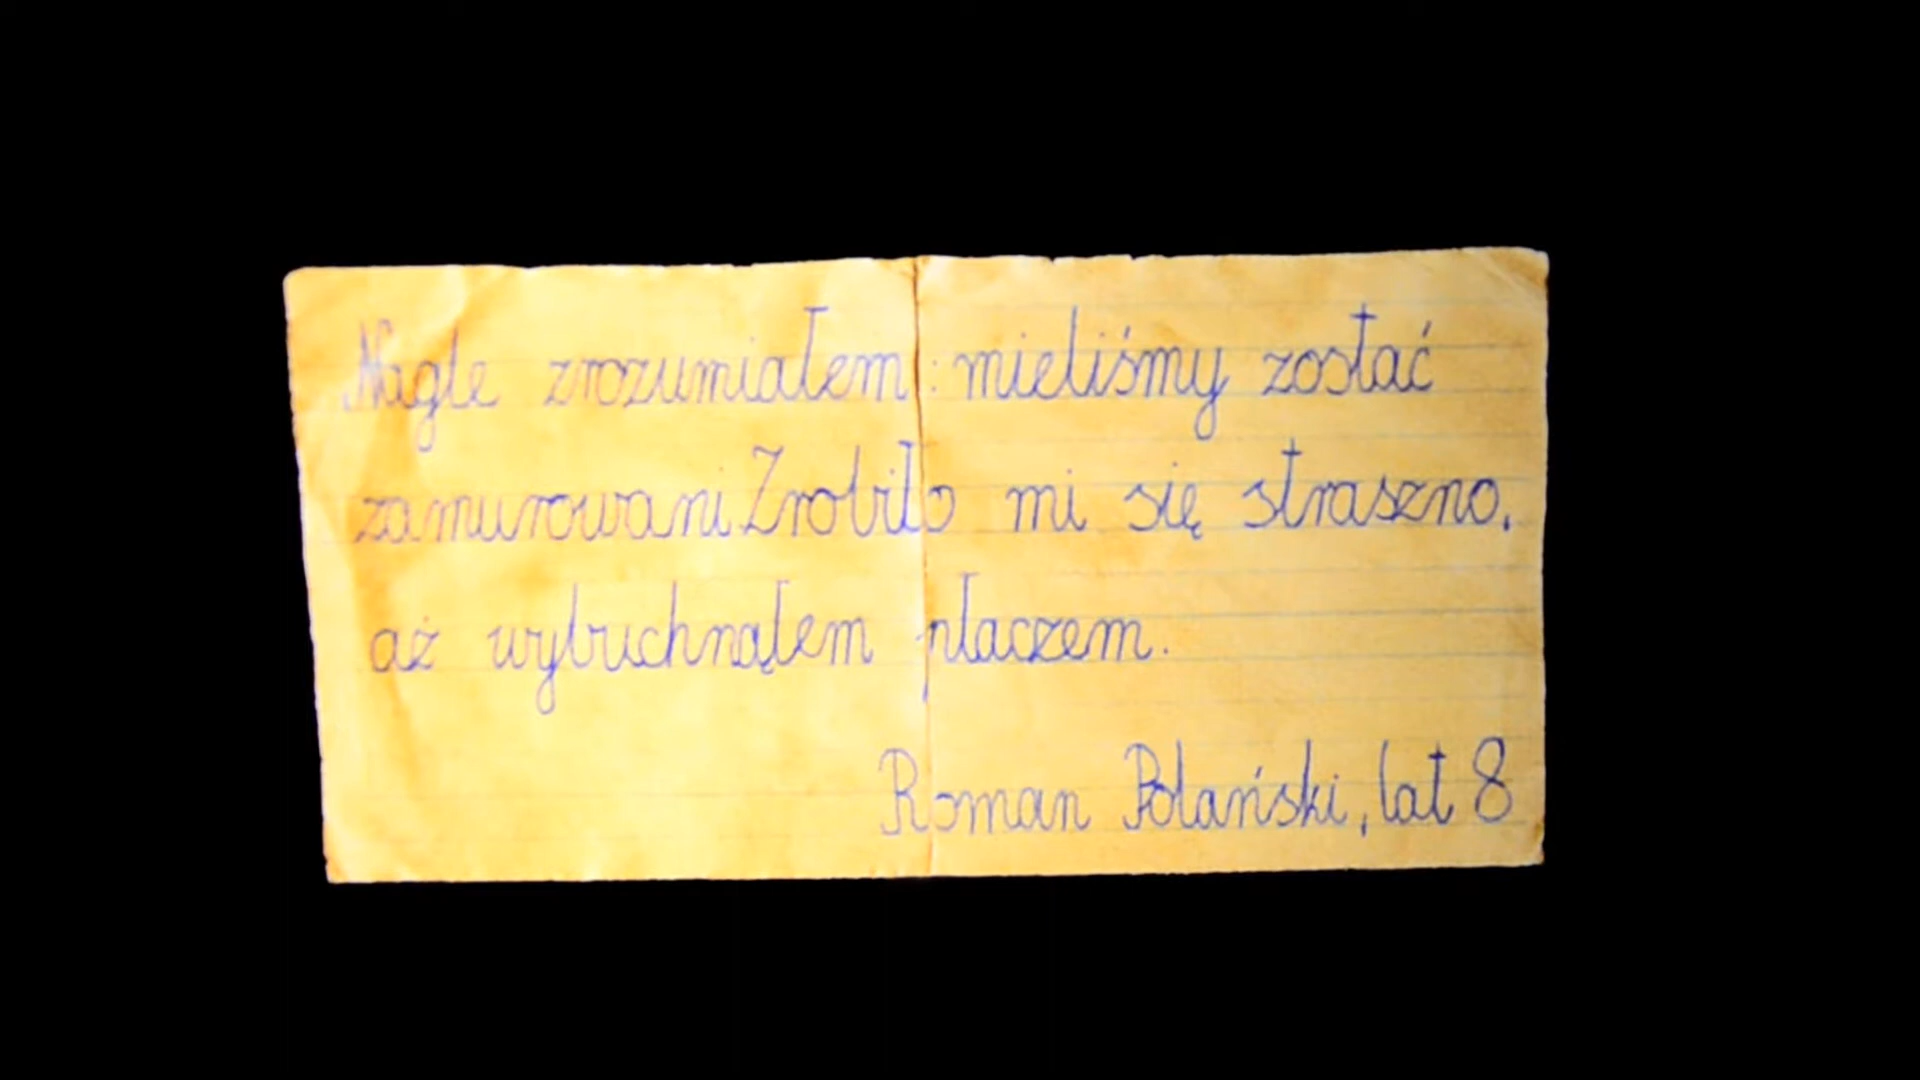 Nagle zrozumiałem: mieliśmy zostać
zamurowani Zrobiło mi się straszno,
aż wybuchnąłem płaczem.
Roman Polański, lat 8